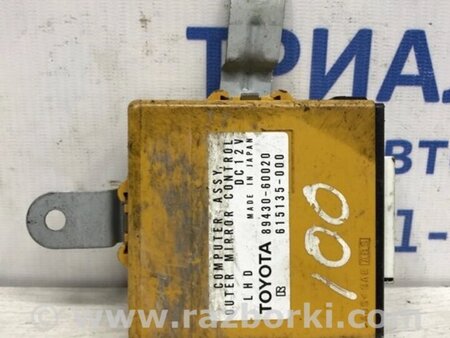 ТРИА
вто
1-
COMPUTER ASSY,
OUTER MIRROR CONTROL
LHD DC12V
MADE IN JAPAN
TOYOTA 89430-60020
615135-000
100
www.razborki.com